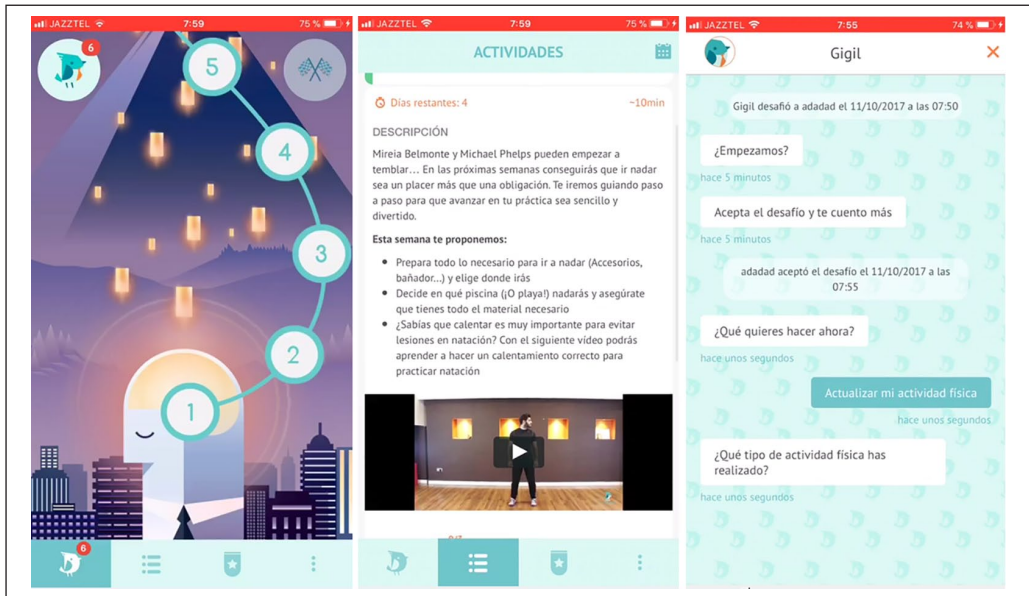 JAZZTEL 7:59 75 %
6
5
4
3
2
1
6
JAZZTEL 7:59 75 %
ACTIVIDADES
Días restantes: 4 ~10min
DESCRIPCIÓN
Mireia Belmonte y Michael Phelps pueden empezar a
temblar... En las próximas semanas conseguirás que ir nadar
sea un placer más que una obligación. Te iremos guiando paso
a paso para que avanzar en tu práctica sea sencillo y
divertido.
Esta semana te proponemos:
• Prepara todo lo necesario para ir a nadar (Accesorios,
bañador...) y elige donde irás
• Decide en qué piscina (¡O playa!) nadarás y asegúrate
que tienes todo el material necesario
• ¿Sabías que calentar es muy importante para evitar
lesiones en natación? Con el siguiente vídeo podrás
aprender a hacer un calentamiento correcto para
practicar natación
JAZZTEL 7:55 74 %
Gigil
Gigil desafió a adadad el 11/10/2017 a las 07:50
¿Empezamos?
hace 5 minutos
Acepta el desafío y te cuento más
hace 5 minutos
adadad aceptó el desafío el 11/10/2017 a las
07:55
¿Qué quieres hacer ahora?
hace unos segundos
Actualizar mi actividad física
hace unos segundos
¿Qué tipo de actividad física has
realizado?
hace unos segundos